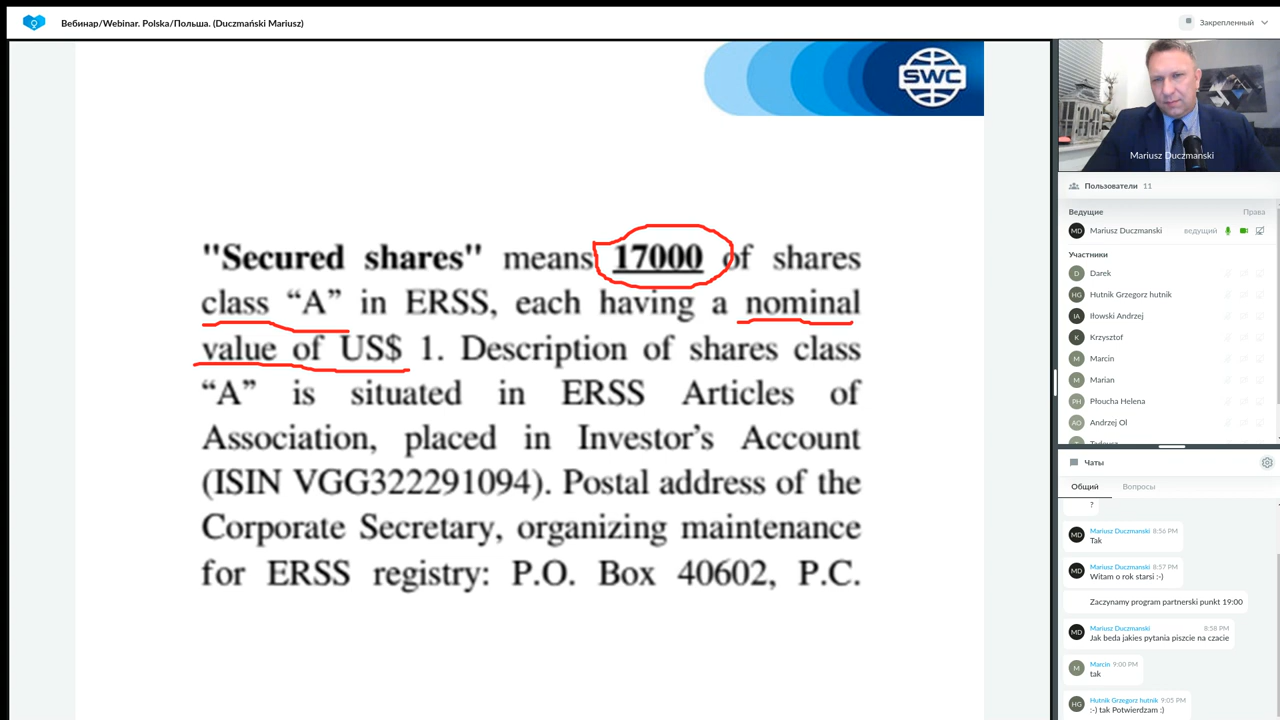 Вебинар/Webinar. Polska/Польша. (Duczmański Mariusz)
Закрепленный
SWC
"Secured shares" means 17000 of shares
class “A” in ERSS, each having a nominal
value of US$ 1. Description of shares class
“A” is situated in ERSS Articles of
Association, placed in Investor’s Account
(ISIN VGG322291094). Postal address of the
Corporate Secretary, organizing maintenance
for ERSS registry: P.O. Box 40602, P.C.
Mariusz Duczmanski
Пользователи 11
Ведущие Права
MD Mariusz Duczmanski ведущий
Участники
D Darek
HG Hutnik Grzegorz hutnik
IA Iłowski Andrzej
K Krzysztof
M Marcin
M Marian
PH Płoucha Helena
AO Andrzej Ol
Чаты
Общий Вопросы
?
MD Mariusz Duczmanski 8:56 PM
Tak
MD Mariusz Duczmanski 8:57 PM
Witam o rok starsi :-)
Zaczynamy program partnerski punkt 19:00
MD Mariusz Duczmanski 8:58 PM
Jak beda jakies pytania piszcie na czacie
M Marcin 9:00 PM
tak
HG Hutnik Grzegorz hutnik 9:05 PM
:-) tak Potwierdzam :)